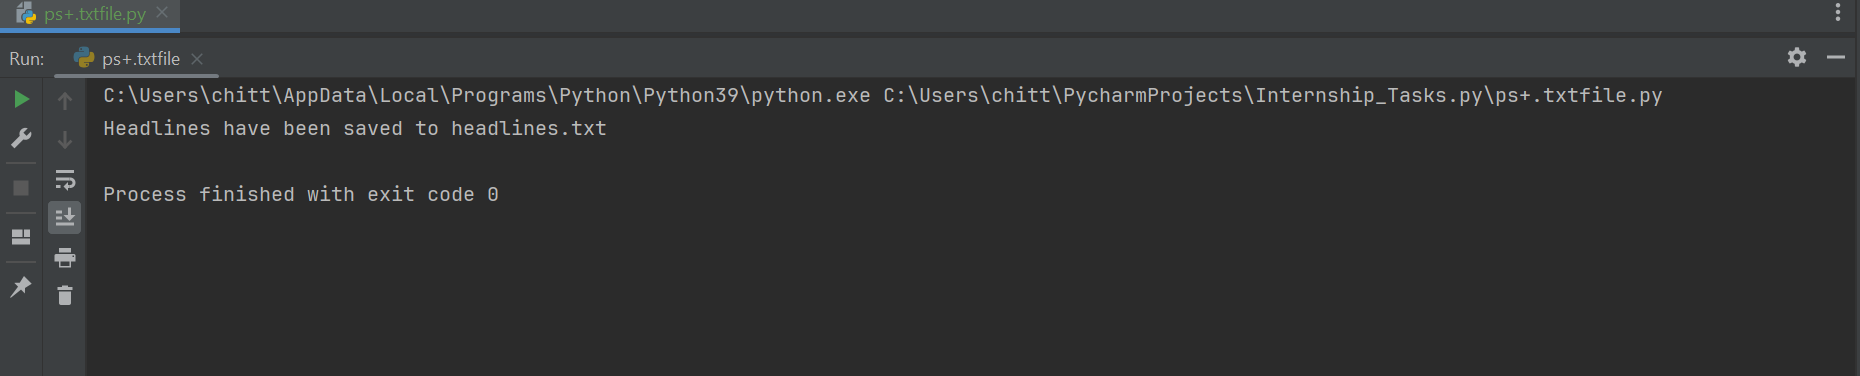 ps+.txtfile.py
Run: ps+.txtfile
C:\Users\chitt\AppData\Local\Programs\Python\Python39\python.exe C:\Users\chitt\PycharmProjects\Internship_Tasks.py\ps+.txtfile.py
Headlines have been saved to headlines.txt
Process finished with exit code 0